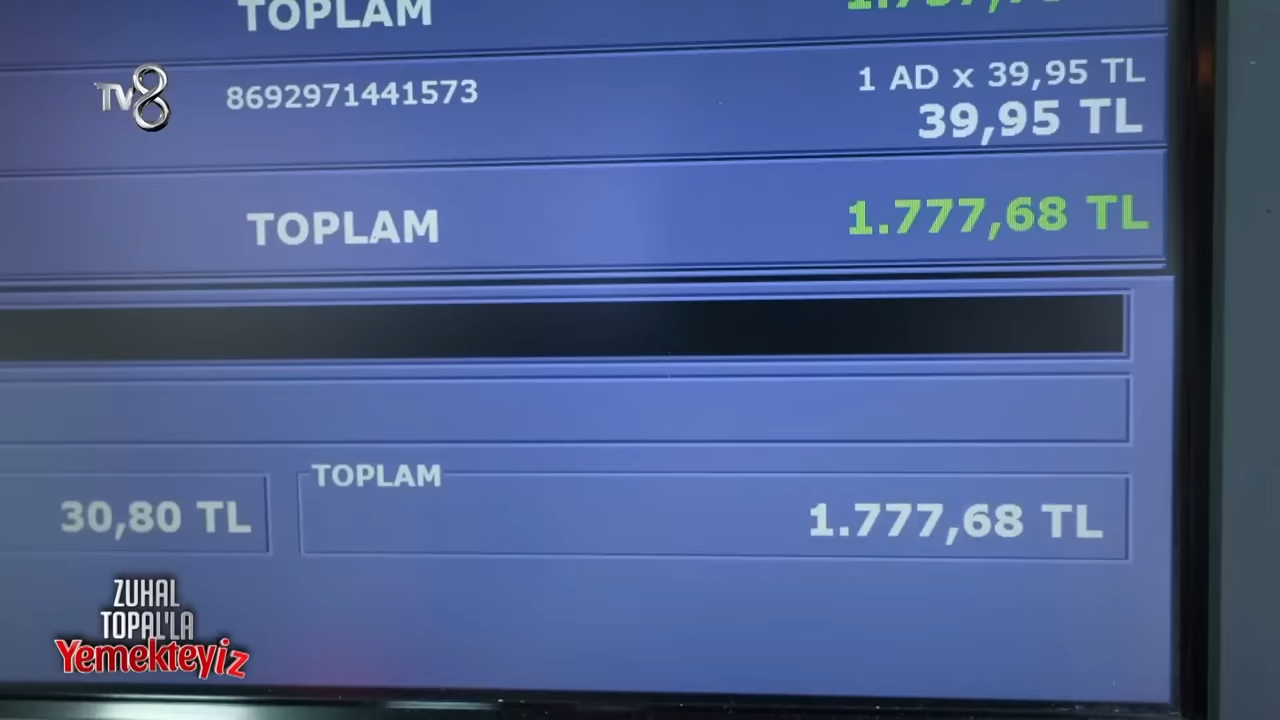 TOPLAM
TV8
8692971441573
1 AD x 39,95 TL
39,95 TL
TOPLAM
1.777,68 TL
TOPLAM
30,80 TL
1.777,68 TL
ZUHAL
TOPAL'LA
Yemekteyiz